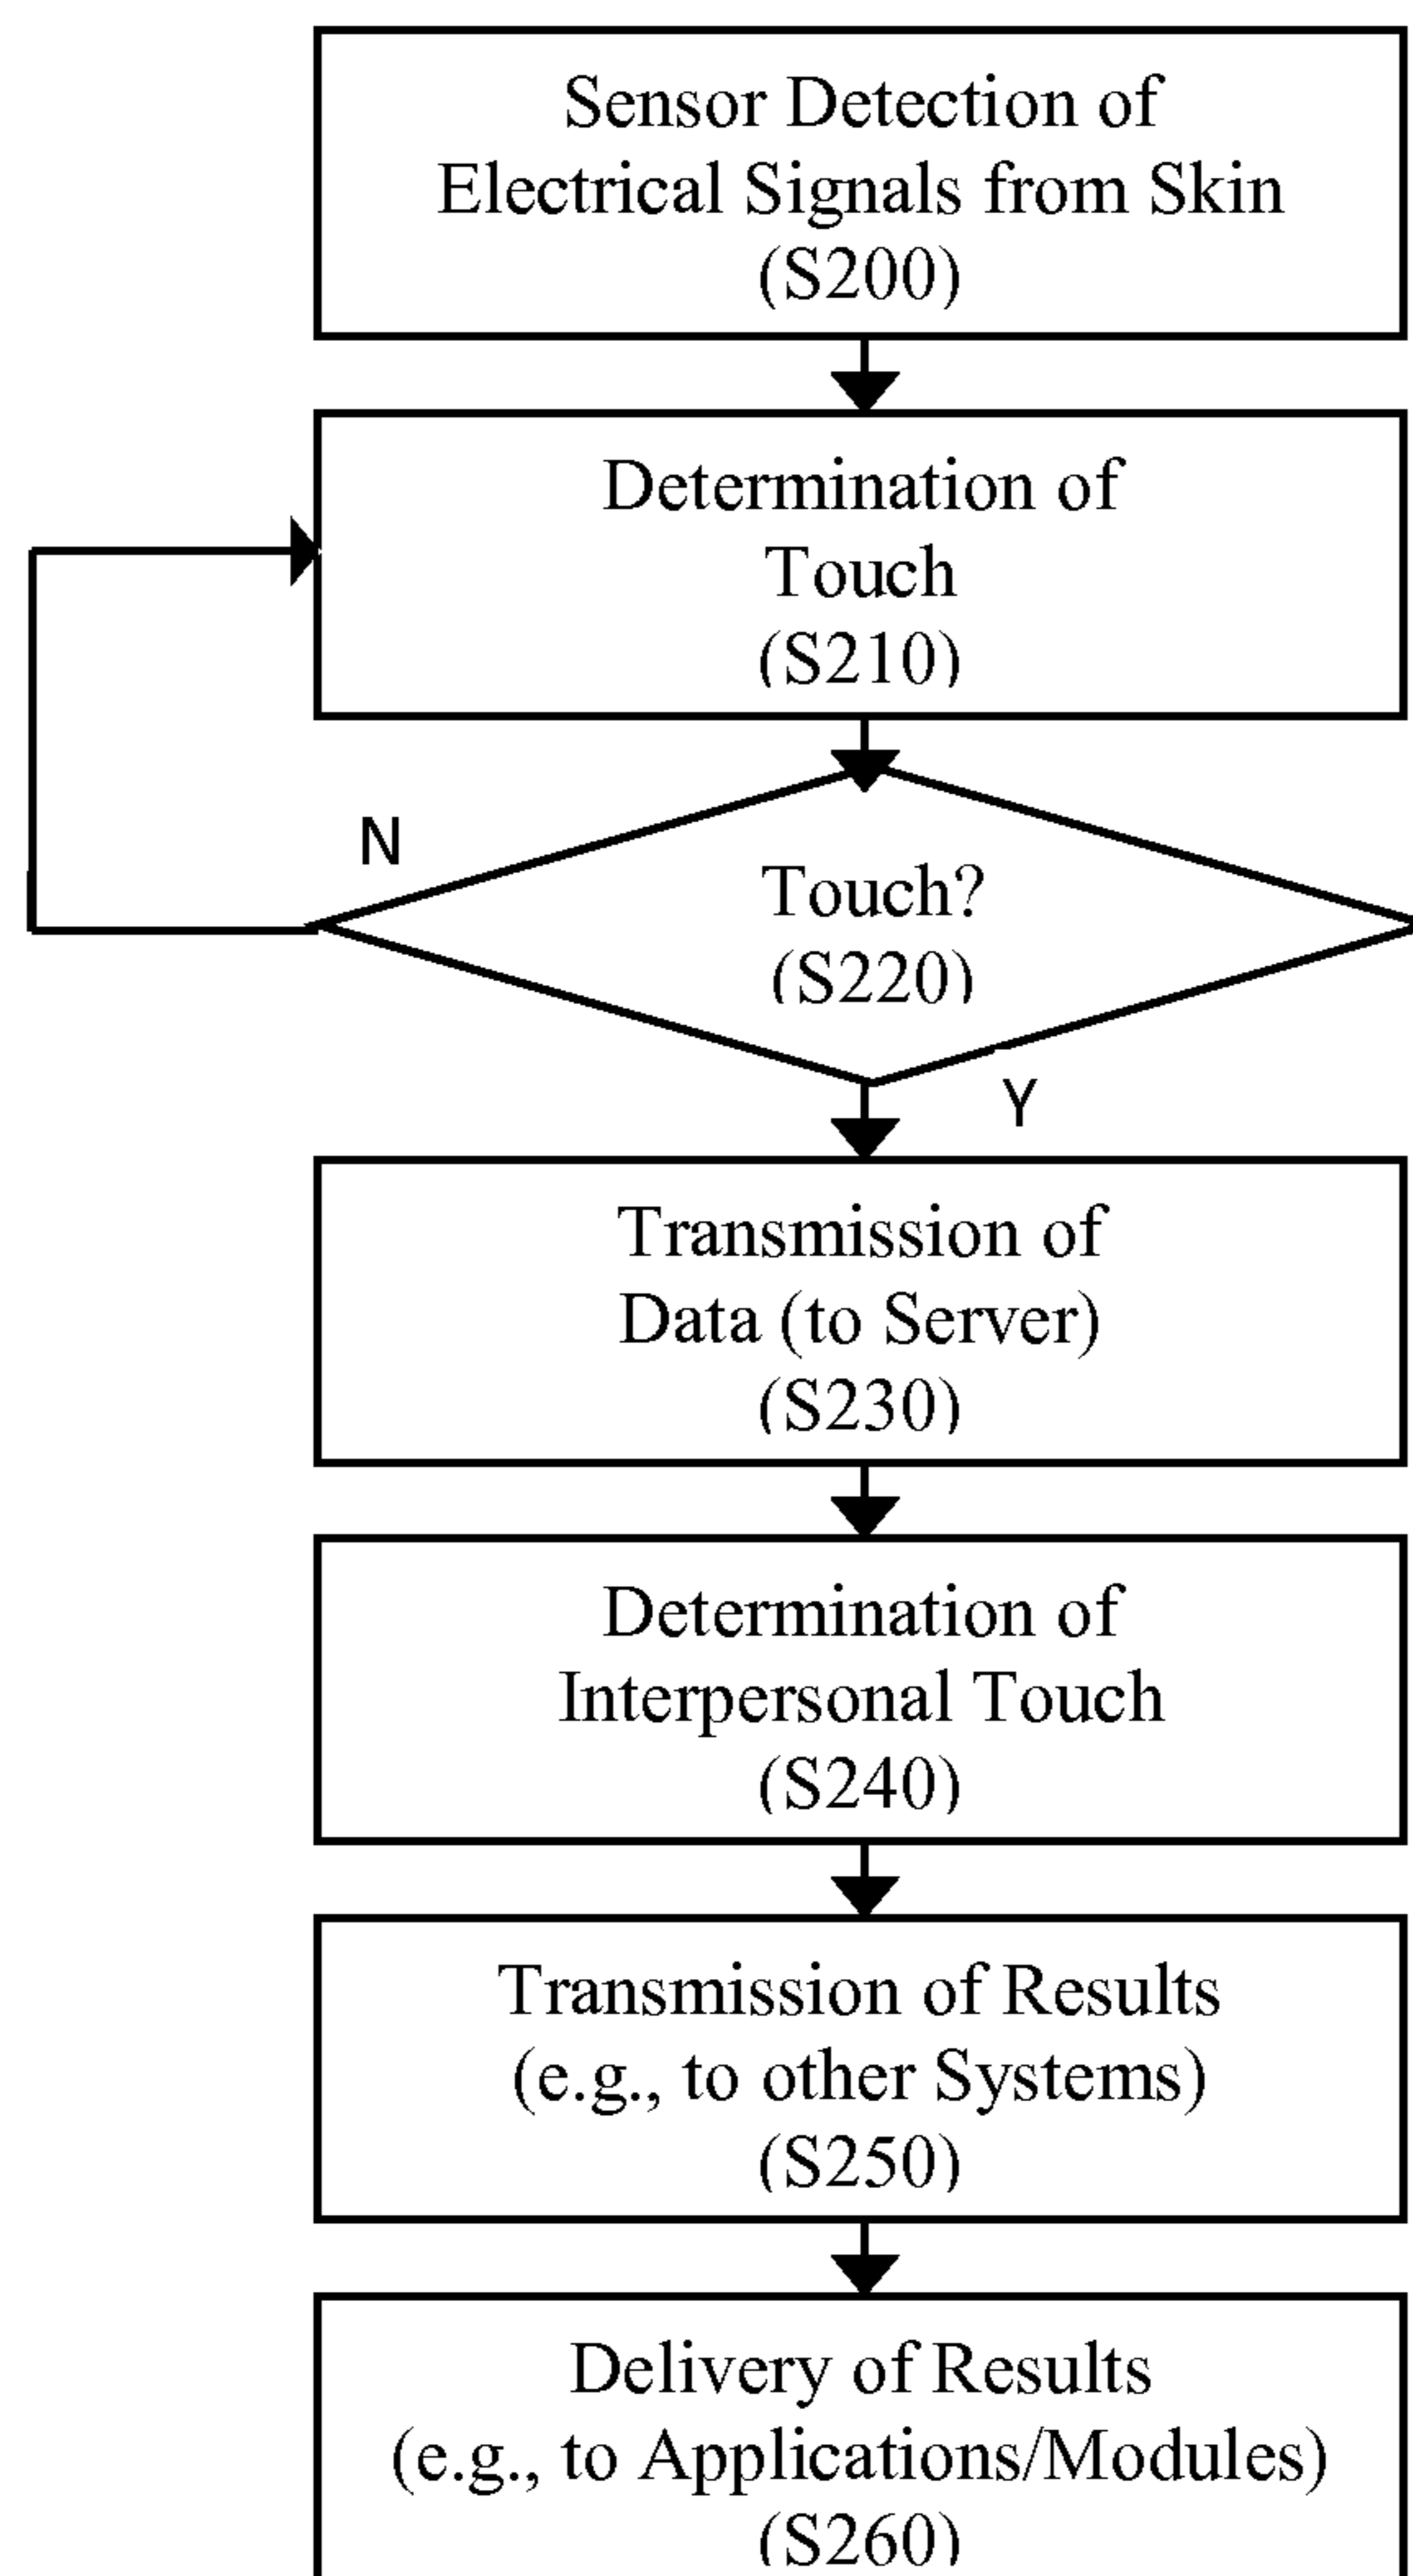 Sensor Detection of
Electrical Signals from Skin
(S200)
Determination of
Touch
(S210)
N
Touch?
(S220)
Y
Transmission of
Data (to Server)
(S230)
Determination of
Interpersonal Touch
(S240)
Transmission of Results
(e.g., to other Systems)
(S250)
Delivery of Results
(e.g., to Applications/Modules)
(S260)